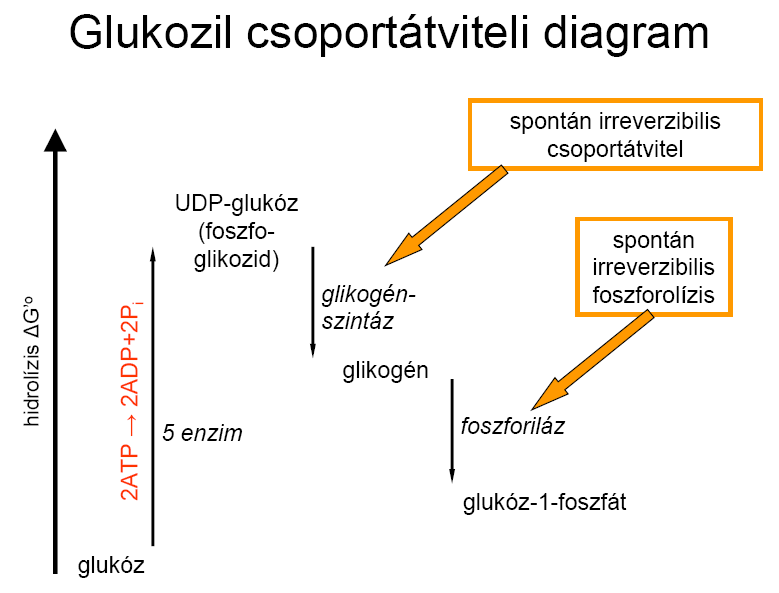 Glukozil csoportátviteli diagram
spontán irreverzibilis
csoportátvitel
UDP-glukóz
(foszfo-
glikozid)
spontán
irreverzibilis
foszforolízis
glikogén-
szintáz
hidrolízis ΔG'º
2ATP → 2ADP+2Pi
5 enzim
glikogén
foszforiláz
glukóz-1-foszfát
glukóz